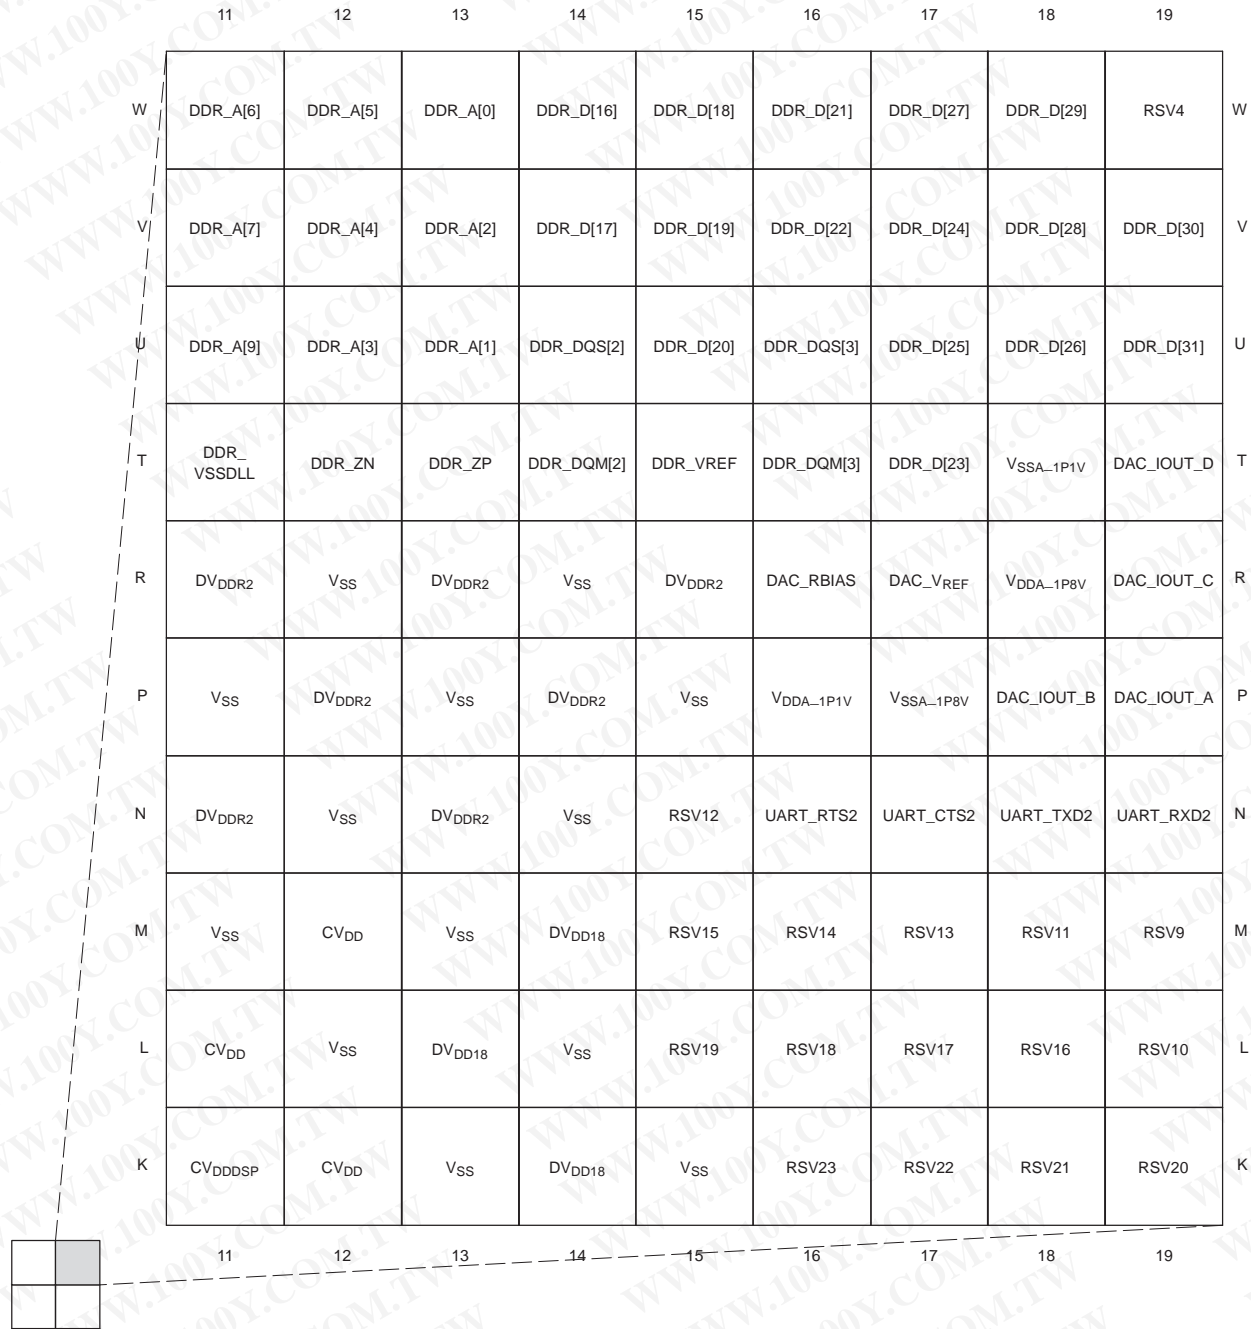 11 12 13 14 15 16 17 18 19
W DDR_A[6] DDR_A[5] DDR_A[0] DDR_D[16] DDR_D[18] DDR_D[21] DDR_D[27] DDR_D[29] RSV4 W
V DDR_A[7] DDR_A[4] DDR_A[2] DDR_D[17] DDR_D[19] DDR_D[22] DDR_D[24] DDR_D[28] DDR_D[30] V
U DDR_A[9] DDR_A[3] DDR_A[1] DDR_DQS[2] DDR_D[20] DDR_DQS[3] DDR_D[25] DDR_D[26] DDR_D[31] U
T DDR_VSSDLL DDR_ZN DDR_ZP DDR_DQM[2] DDR_VREF DDR_DQM[3] DDR_D[23] VSSA_1P1V DAC_IOUT_D T
R DVDDR2 VSS DVDDR2 VSS DVDDR2 DAC_RBIAS DAC_VREF VDDA_1P8V DAC_IOUT_C R
P VSS DVDDR2 VSS DVDDR2 VSS VDDA_1P1V VSSA_1P8V DAC_IOUT_B DAC_IOUT_A P
N DVDDR2 VSS DVDDR2 VSS RSV12 UART_RTS2 UART_CTS2 UART_TXD2 UART_RXD2 N
M VSS CVDD VSS DVDD18 RSV15 RSV14 RSV13 RSV11 RSV9 M
L CVDD VSS DVDD18 VSS RSV19 RSV18 RSV17 RSV16 RSV10 L
K CVDDDSP CVDD VSS DVDD18 VSS RSV23 RSV22 RSV21 RSV20 K
11 12 13 14 15 16 17 18 19
WWW.100Y.COM.TW